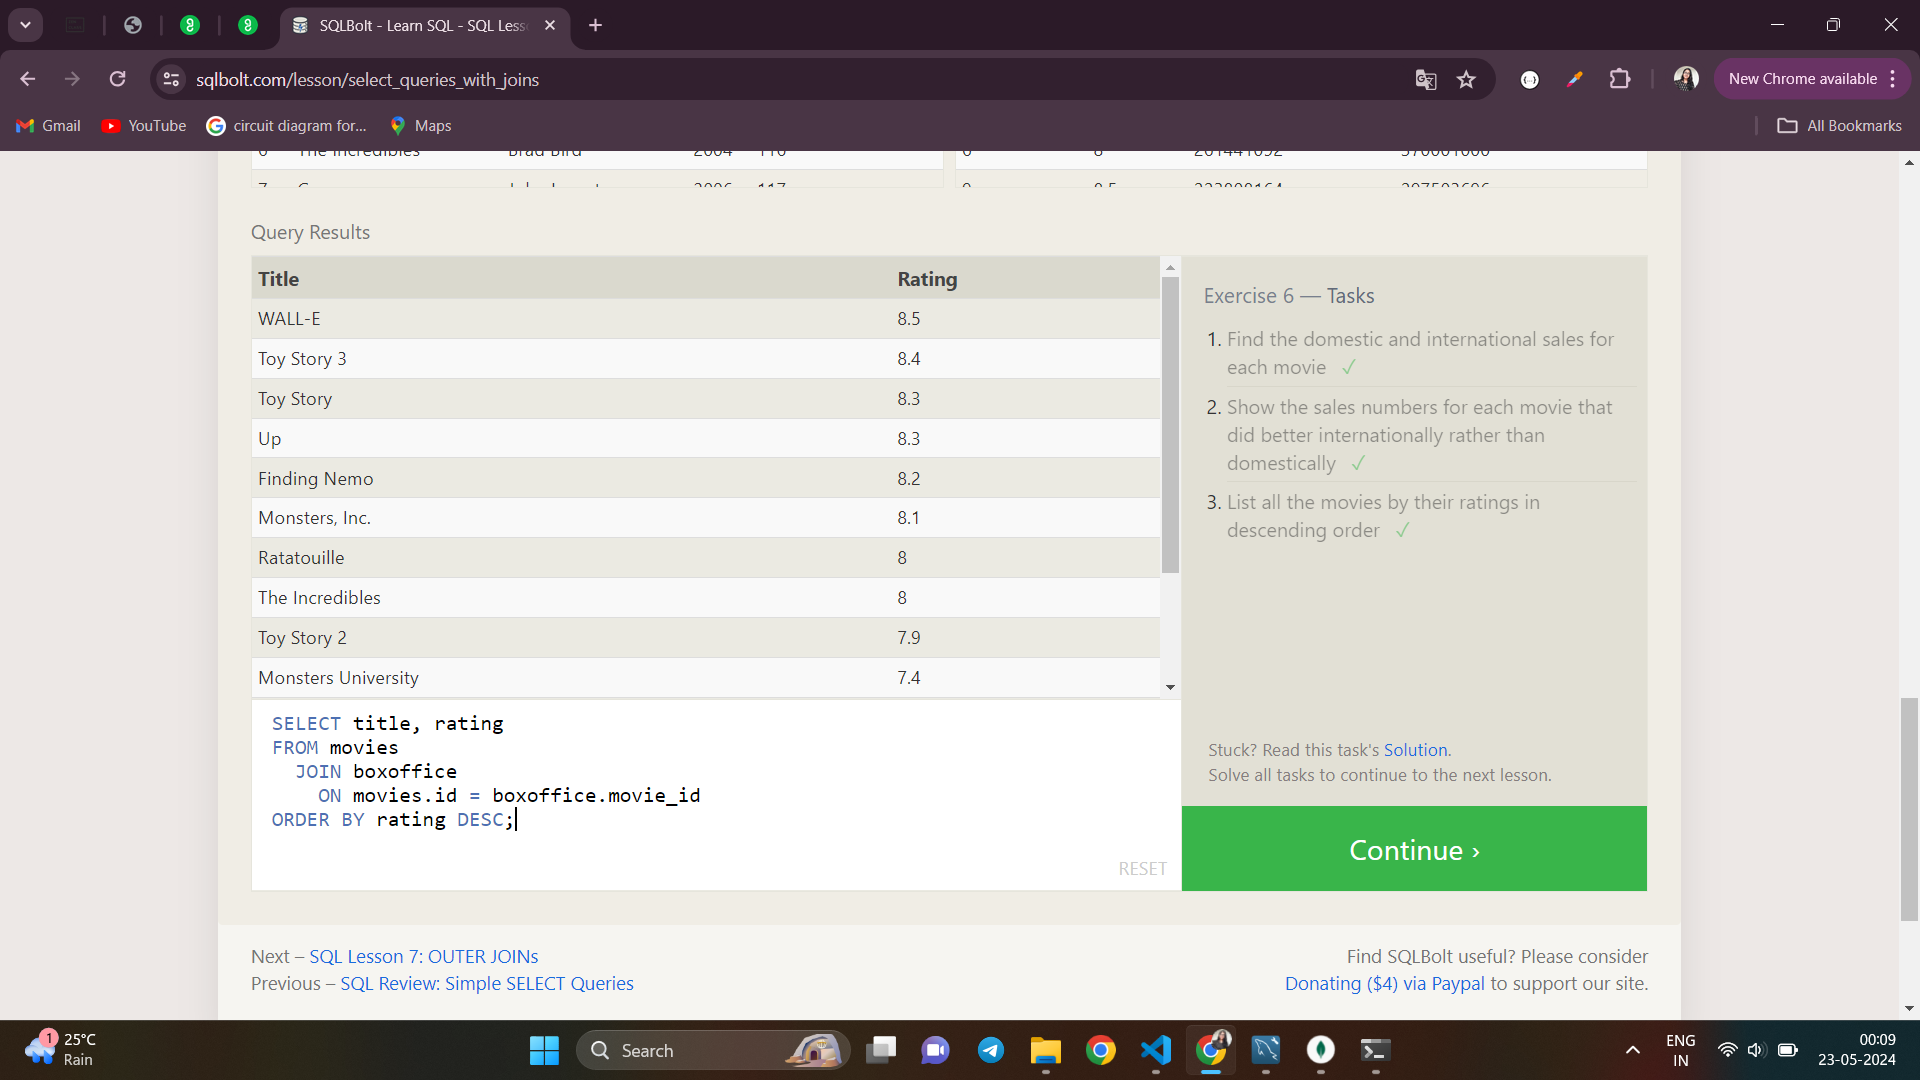 SQLBolt - Learn SQL - SQL Less
sqlbolt.com/lesson/select_queries_with_joins
New Chrome available
Gmail
YouTube
circuit diagram for...
Maps
All Bookmarks
The Incredibles Brad Bird 2004
Query Results
Title Rating
WALL-E 8.5
Toy Story 3 8.4
Toy Story 8.3
Up 8.3
Finding Nemo 8.2
Monsters, Inc. 8.1
Ratatouille 8
The Incredibles 8
Toy Story 2 7.9
Monsters University 7.4
SELECT title, rating
FROM movies
JOIN boxoffice
ON movies.id = boxoffice.movie_id
ORDER BY rating DESC;
RESET
Exercise 6 — Tasks
1. Find the domestic and international sales for
each movie ✓
2. Show the sales numbers for each movie that
did better internationally rather than
domestically ✓
3. List all the movies by their ratings in
descending order ✓
Stuck? Read this task's Solution.
Solve all tasks to continue to the next lesson.
Continue ›
Next – SQL Lesson 7: OUTER JOINs
Previous – SQL Review: Simple SELECT Queries
Find SQLBolt useful? Please consider
Donating ($4) via Paypal to support our site.
1
25°C
Rain
Search
ENG
IN
00:09
23-05-2024